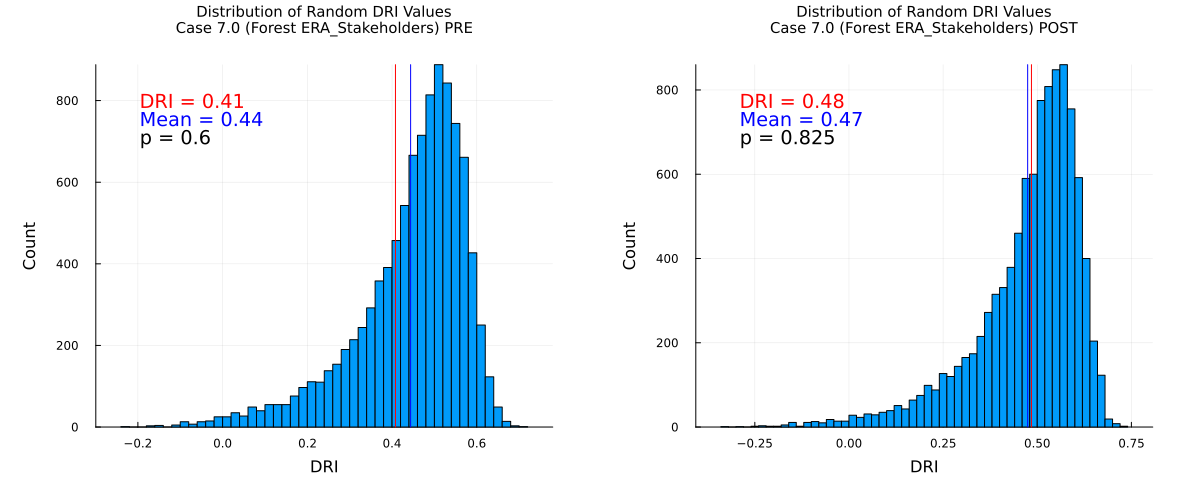 Distribution of Random DRI Values
Case 7.0 (Forest ERA_Stakeholders) PRE
DRI = 0.41
Mean = 0.44
p = 0.6
800
600
400
200
0
Count
−0.2
0.0
0.2
0.4
0.6
DRI
Distribution of Random DRI Values
Case 7.0 (Forest ERA_Stakeholders) POST
DRI = 0.48
Mean = 0.47
p = 0.825
800
600
400
200
0
Count
−0.25
0.00
0.25
0.50
0.75
DRI